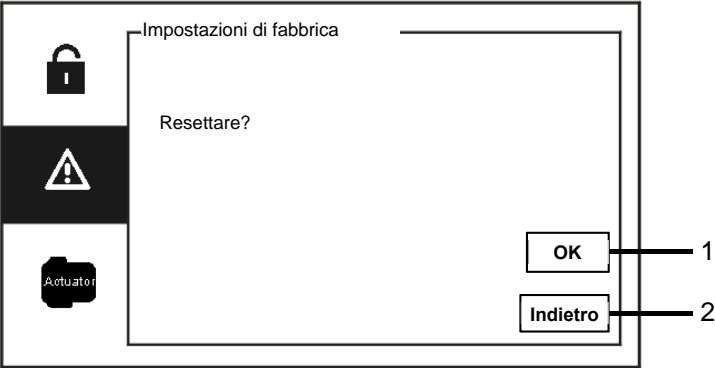 Impostazioni di fabbrica
Resettare?
OK
1
Actuator
Indietro
2